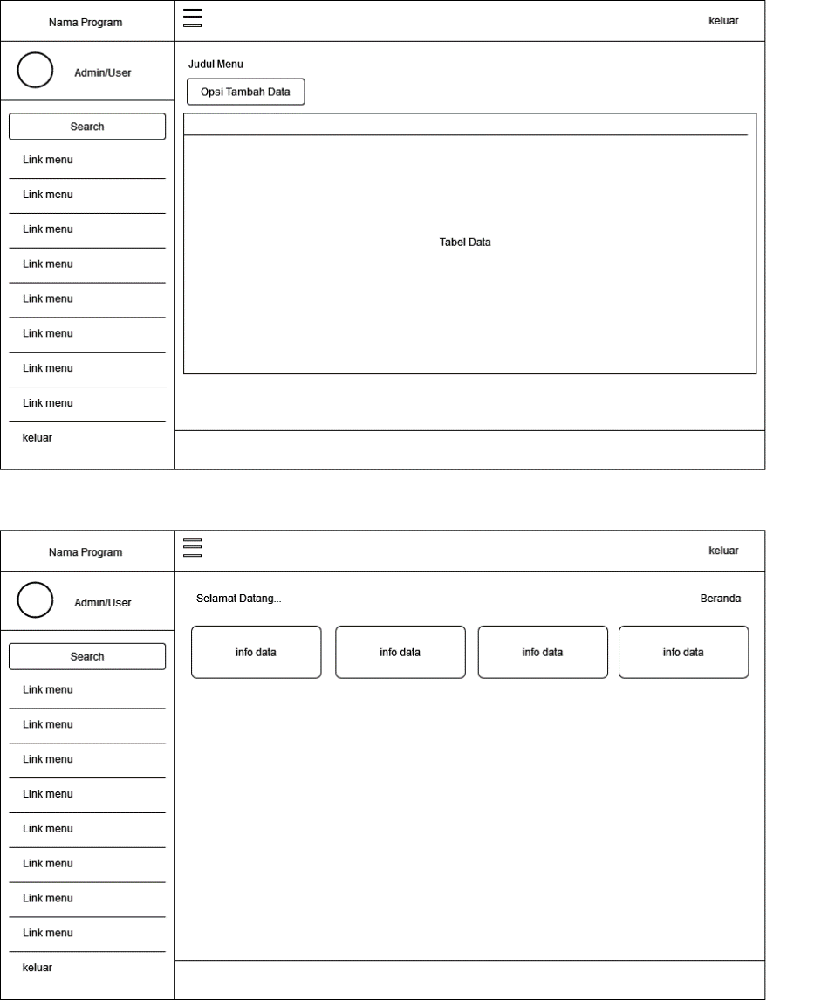 Nama Program
keluar
Admin/User
Judul Menu
Opsi Tambah Data
Search
Link menu
Link menu
Link menu
Link menu
Link menu
Link menu
Link menu
Link menu
keluar
Tabel Data
Nama Program
keluar
Admin/User
Selamat Datang...
Beranda
info data
info data
info data
info data
Search
Link menu
Link menu
Link menu
Link menu
Link menu
Link menu
Link menu
Link menu
keluar